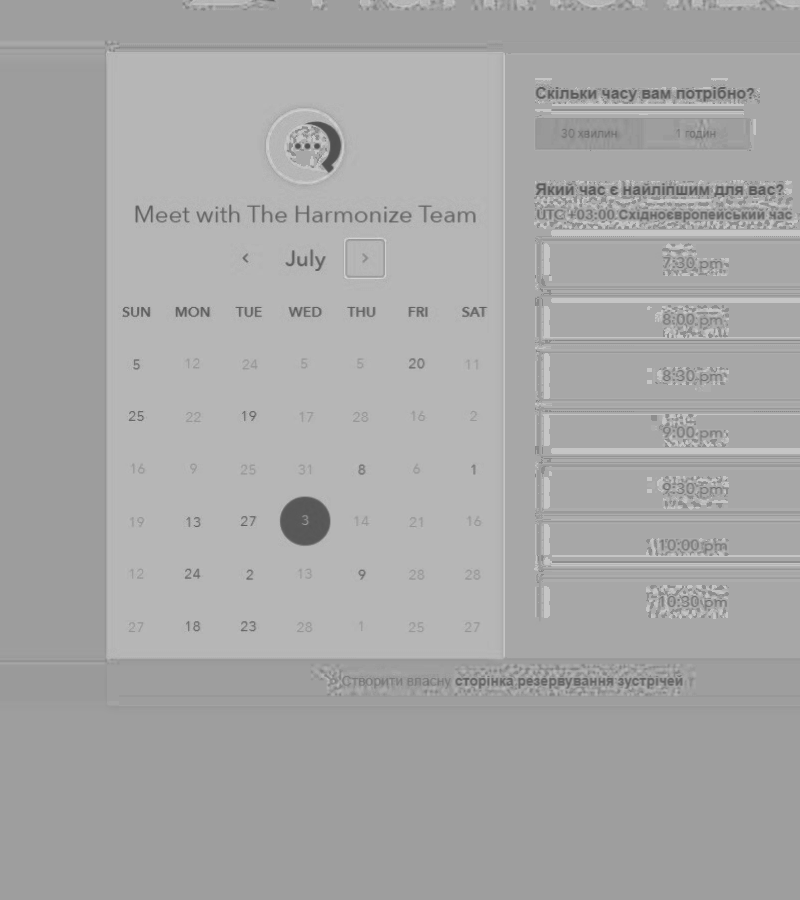 Meet with The Harmonize Team
July
SUN MON TUE WED THU FRI SAT
5 12 24 5 5 20 11
25 22 19 17 28 16 2
16 9 25 31 8 6 1
19 13 27 3 14 21 16
12 24 2 13 9 28 28
27 18 23 28 1 25 27
Скільки часу вам потрібно?
30 хвилин 1 годин
Який час є найліпшим для вас?
UTC +03:00 Східноєвропейський час
7:30 pm
8:00 pm
8:30 pm
9:00 pm
9:30 pm
10:00 pm
10:30 pm
Створити власну сторінка резервування зустрічей